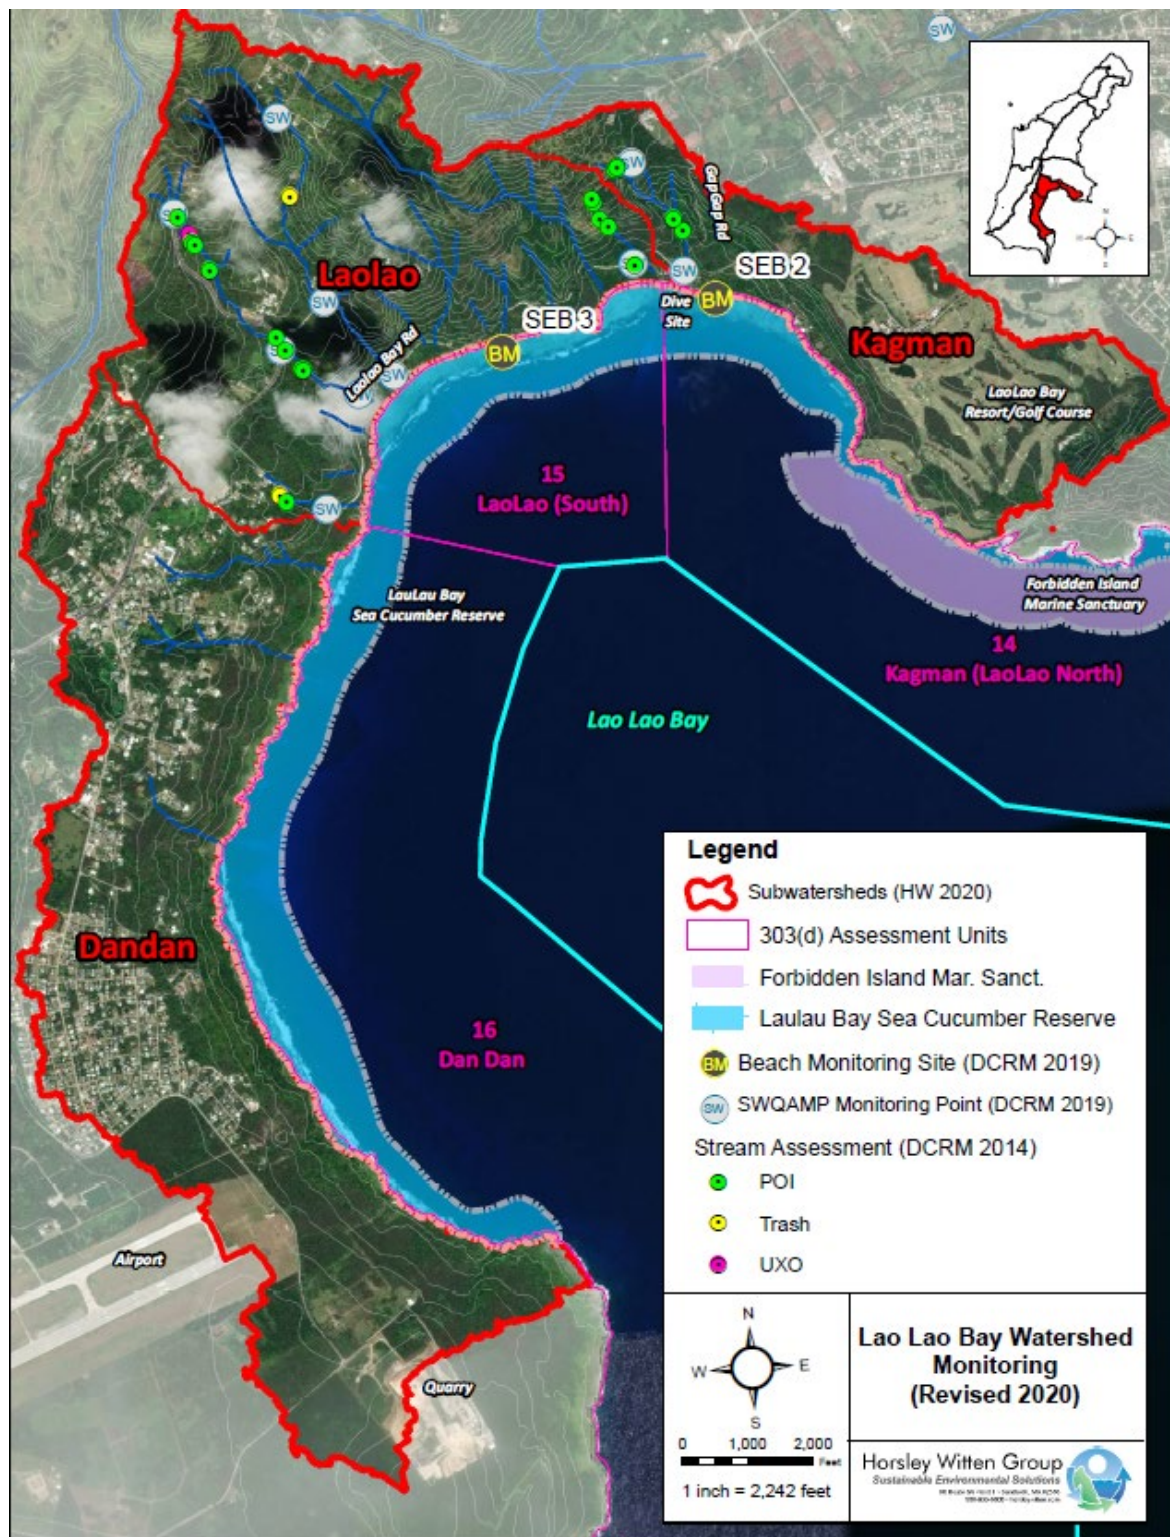 SW
N
W
E
S
SW
SW
Gap Gap Rd
SW
Laolao
SW
SW
SEB 2
SW
BM
Dive
Site
SEB 3
BM
Kagman
SW
Laolao Bay Rd
SW
LaoLao Bay
Resort/Golf Course
15
LaoLao (South)
SW
LauLau Bay
Sea Cucumber Reserve
Forbidden Island
Marine Sanctuary
14
Kagman (LaoLao North)
Lao Lao Bay
Dandan
16
Dan Dan
Airport
Quarry
Legend
Subwatersheds (HW 2020)
303(d) Assessment Units
Forbidden Island Mar. Sanct.
Laulau Bay Sea Cucumber Reserve
BM Beach Monitoring Site (DCRM 2019)
SW SWQAMP Monitoring Point (DCRM 2019)
Stream Assessment (DCRM 2014)
POI
Trash
UXO
N
W
E
S
0 1,000 2,000
Feet
1 inch = 2,242 feet
Lao Lao Bay Watershed
Monitoring
(Revised 2020)
Horsley Witten Group
Sustainable Environmental Solutions